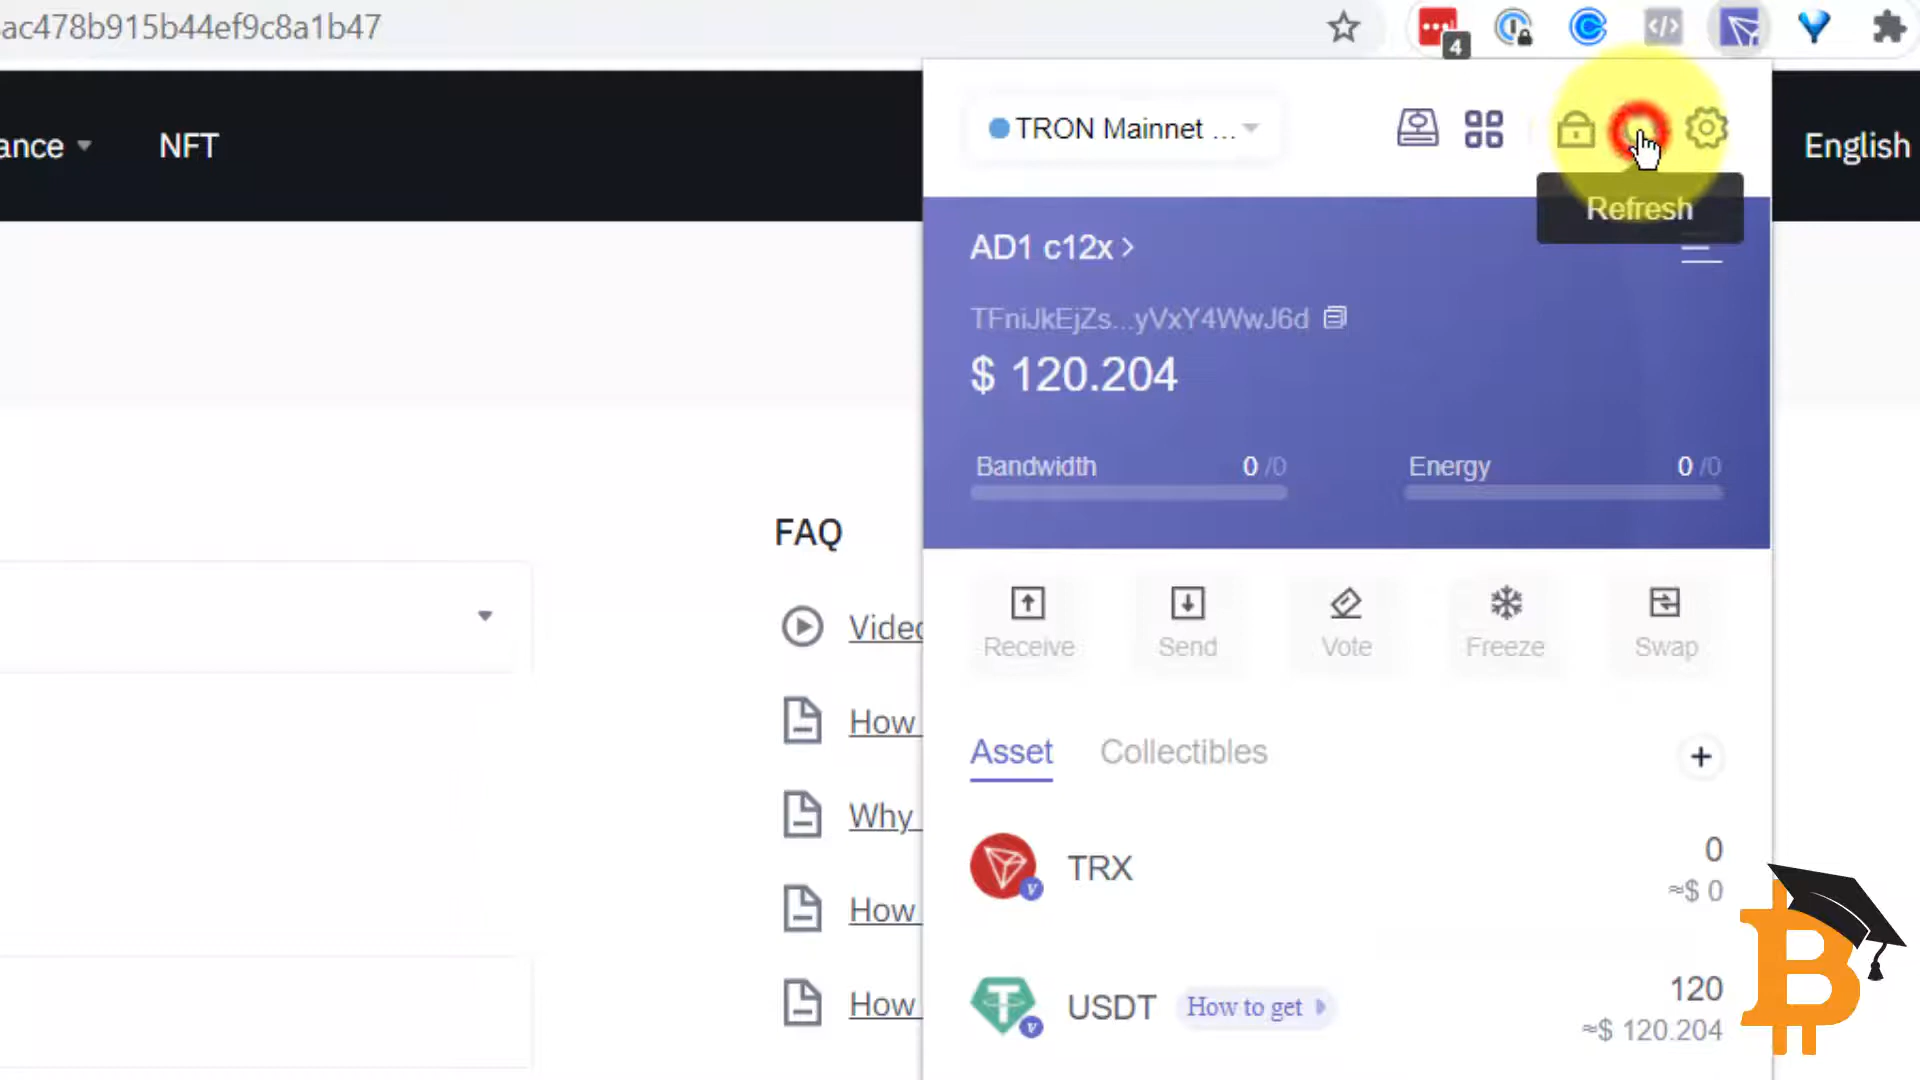 ac478b915b44ef9c8a1b47
4
ance
NFT
English
TRON Mainnet ...
Refresh
AD1 c12x >
TFniJkEjZs...yVxY4WwJ6d
$ 120.204
Bandwidth 0 /0
Energy 0 /0
Receive
Send
Vote
Freeze
Swap
Asset
Collectibles
TRX
0
≈$ 0
USDT
How to get
120
≈$ 120.204
FAQ
Video
How
Why
How
How